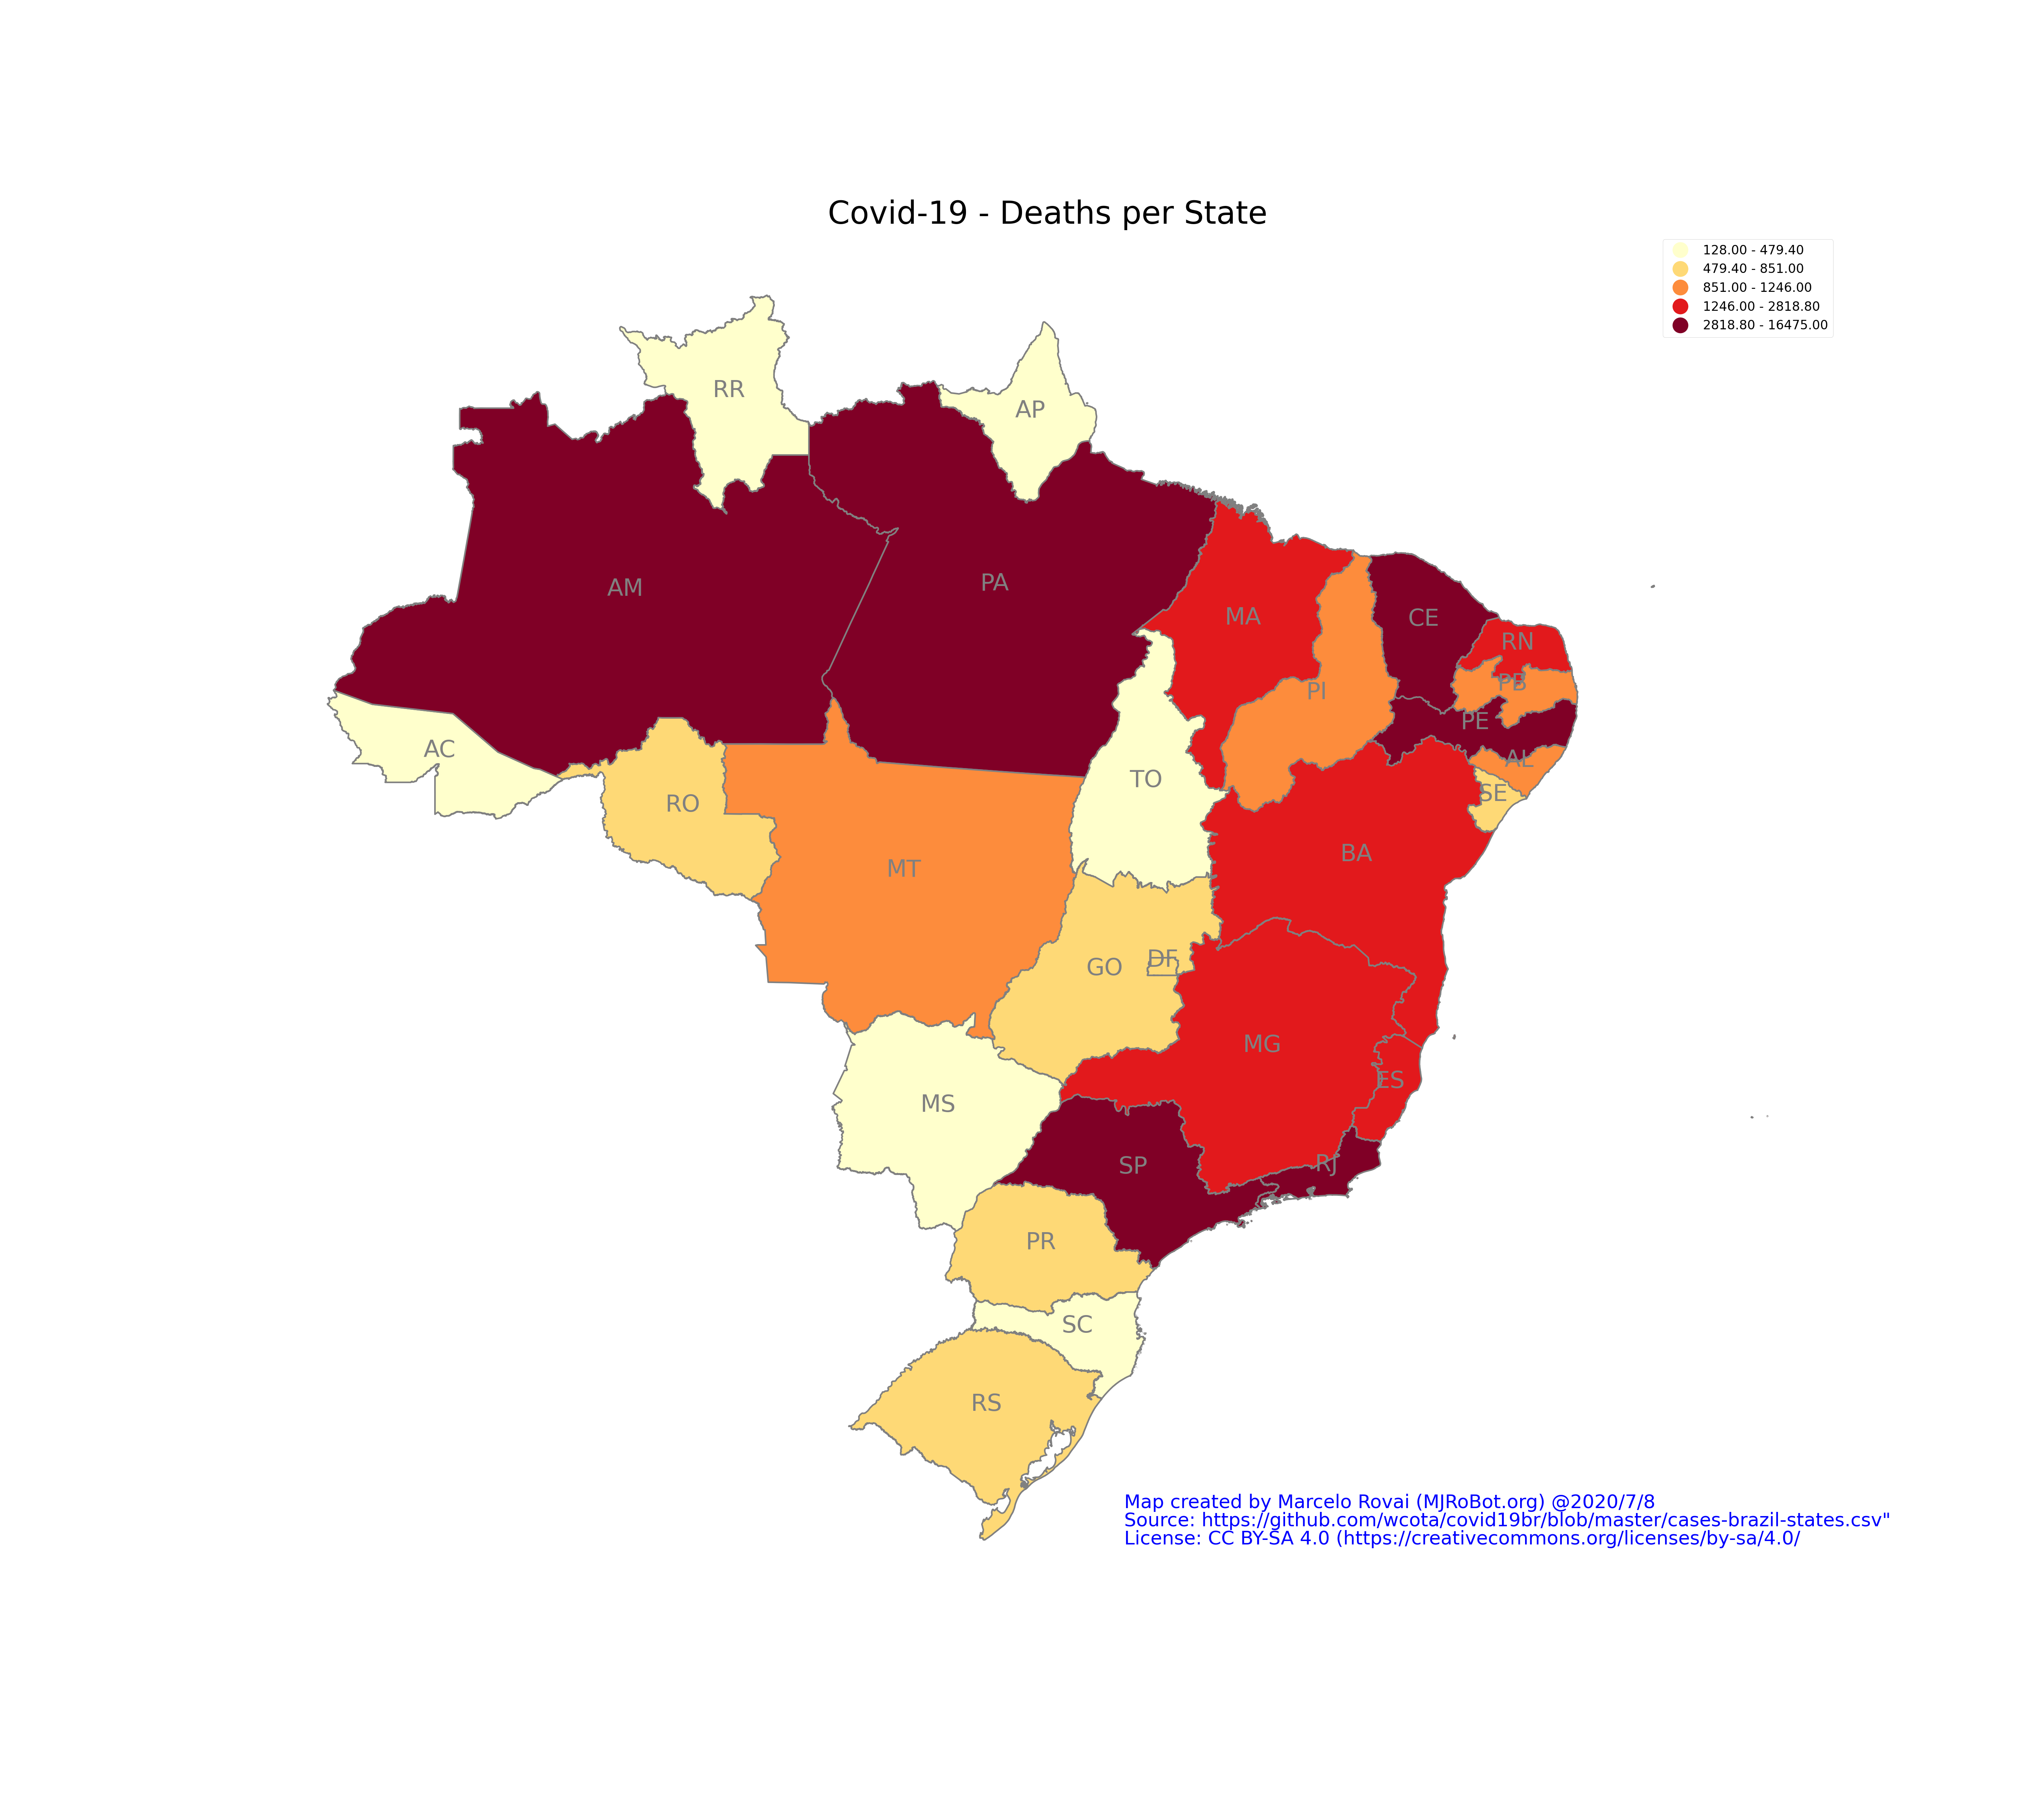 Covid-19 - Deaths per State
128.00 - 479.40
479.40 - 851.00
851.00 - 1246.00
1246.00 - 2818.80
2818.80 - 16475.00
RR
AP
AM
PA
MA
CE
RN
PI
PB
PE
AC
AL
TO
SE
RO
BA
MT
DF
GO
MG
ES
MS
SP
RJ
PR
SC
RS
Map created by Marcelo Rovai (MJRoBot.org) @2020/7/8
Source: https://github.com/wcota/covid19br/blob/master/cases-brazil-states.csv"
License: CC BY-SA 4.0 (https://creativecommons.org/licenses/by-sa/4.0/